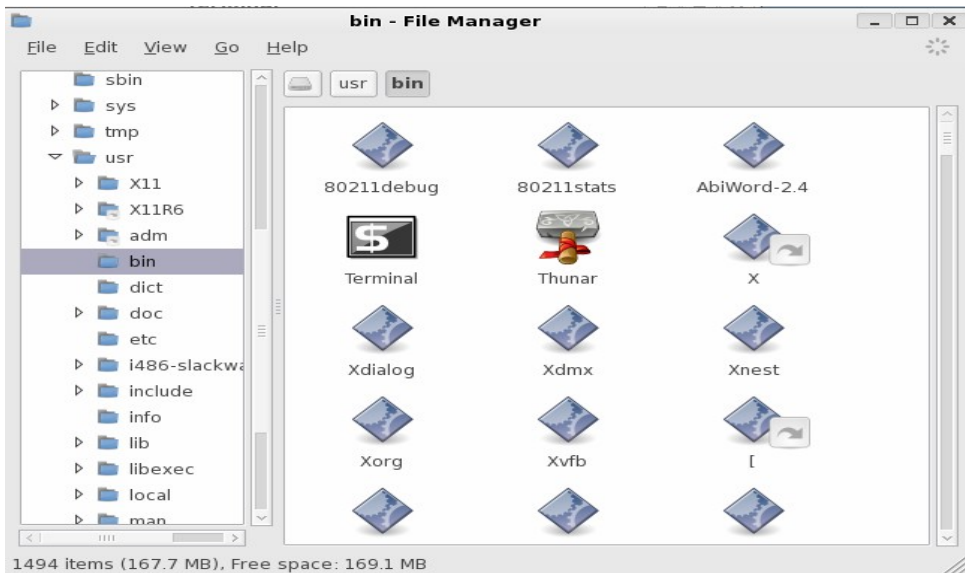 bin - File Manager
File Edit View Go Help
usr bin
sbin
sys
tmp
usr
X11
X11R6
adm
bin
dict
doc
etc
i486-slackwa
include
info
lib
libexec
local
man
80211debug 80211stats AbiWord-2.4
$
Terminal Thunar X
Xdialog Xdmx Xnest
Xorg Xvfb [
1494 items (167.7 MB), Free space: 169.1 MB